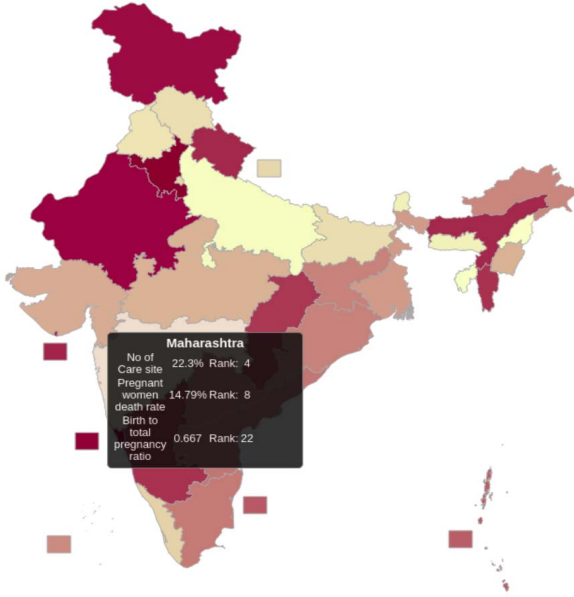 Maharashtra
No of
Care site 22.3% Rank: 4
Pregnant
women
death rate 14.79% Rank: 8
Birth to
total
pregnancy
ratio 0.667 Rank: 22